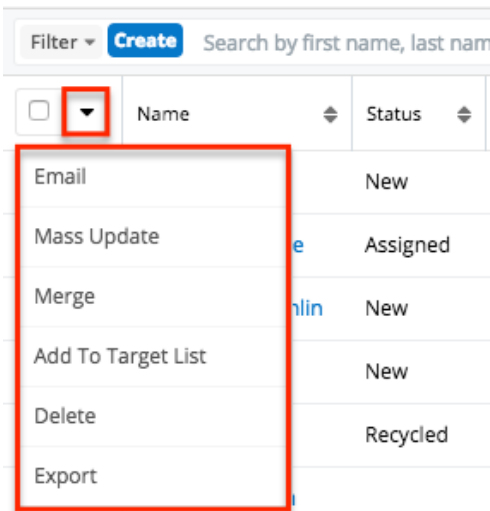 Filter Create Search by first name, last nam
Name Status
Email New
Mass Update e Assigned
Merge nlin New
Add To Target List
New
Delete
Recycled
Export